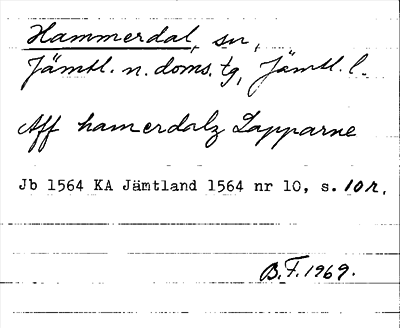 Hammerdal, sn,
Jämtl. n. doms. tg, Jämtl. l.
Aff hamerdalz Lapparne
Jb 1564 KA Jämtland 1564 nr 10, s. 10r.
B.F. 1969.